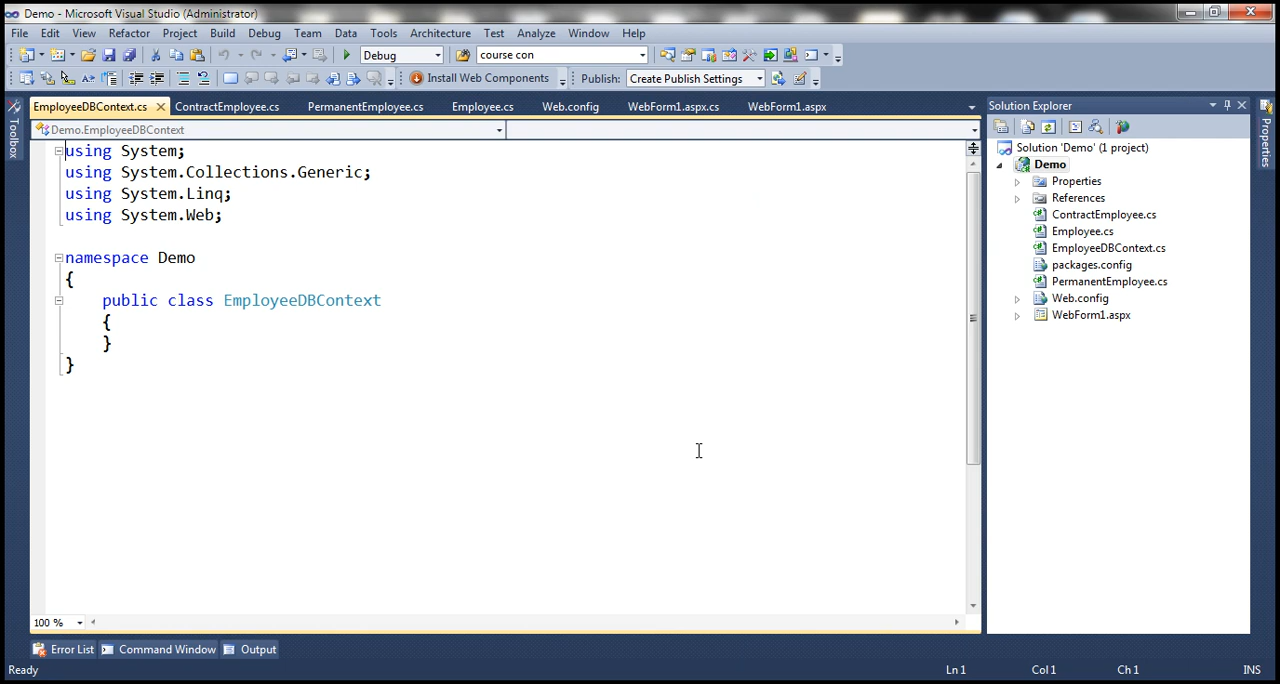 Demo - Microsoft Visual Studio (Administrator)
File Edit View Refactor Project Build Debug Team Data Tools Architecture Test Analyze Window Help
Debug course con
Install Web Components Publish: Create Publish Settings
EmployeeDBContext.cs ContractEmployee.cs PermanentEmployee.cs Employee.cs Web.config WebForm1.aspx.cs WebForm1.aspx
Demo.EmployeeDBContext
using System;
using System.Collections.Generic;
using System.Linq;
using System.Web;
namespace Demo
{
public class EmployeeDBContext
{
}
}
100 %
Toolbox
Solution Explorer
Solution 'Demo' (1 project)
Demo
Properties
References
ContractEmployee.cs
Employee.cs
EmployeeDBContext.cs
packages.config
PermanentEmployee.cs
Web.config
WebForm1.aspx
Properties
Error List Command Window Output
Ready Ln 1 Col 1 Ch 1 INS